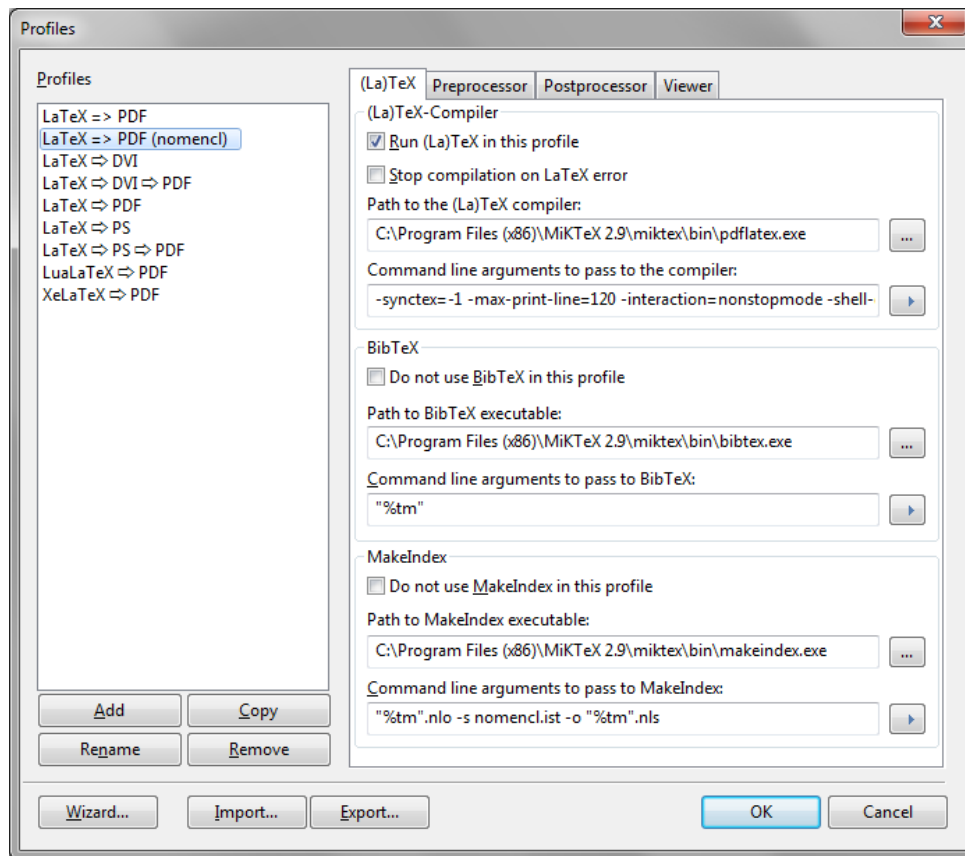 Profiles
Profiles
LaTeX => PDF
LaTeX => PDF (nomencl)
LaTeX ⇨ DVI
LaTeX ⇨ DVI ⇨ PDF
LaTeX ⇨ PDF
LaTeX ⇨ PS
LaTeX ⇨ PS ⇨ PDF
LuaLaTeX ⇨ PDF
XeLaTeX ⇨ PDF
Add Copy
Rename Remove
(La)TeX Preprocessor Postprocessor Viewer
(La)TeX-Compiler
Run (La)TeX in this profile
Stop compilation on LaTeX error
Path to the (La)TeX compiler:
C:\Program Files (x86)\MiKTeX 2.9\miktex\bin\pdflatex.exe ...
Command line arguments to pass to the compiler:
-synctex=-1 -max-print-line=120 -interaction=nonstopmode -shell-
BibTeX
Do not use BibTeX in this profile
Path to BibTeX executable:
C:\Program Files (x86)\MiKTeX 2.9\miktex\bin\bibtex.exe ...
Command line arguments to pass to BibTeX:
"%tm"
MakeIndex
Do not use MakeIndex in this profile
Path to MakeIndex executable:
C:\Program Files (x86)\MiKTeX 2.9\miktex\bin\makeindex.exe ...
Command line arguments to pass to MakeIndex:
"%tm".nlo -s nomencl.ist -o "%tm".nls
Wizard... Import... Export... OK Cancel